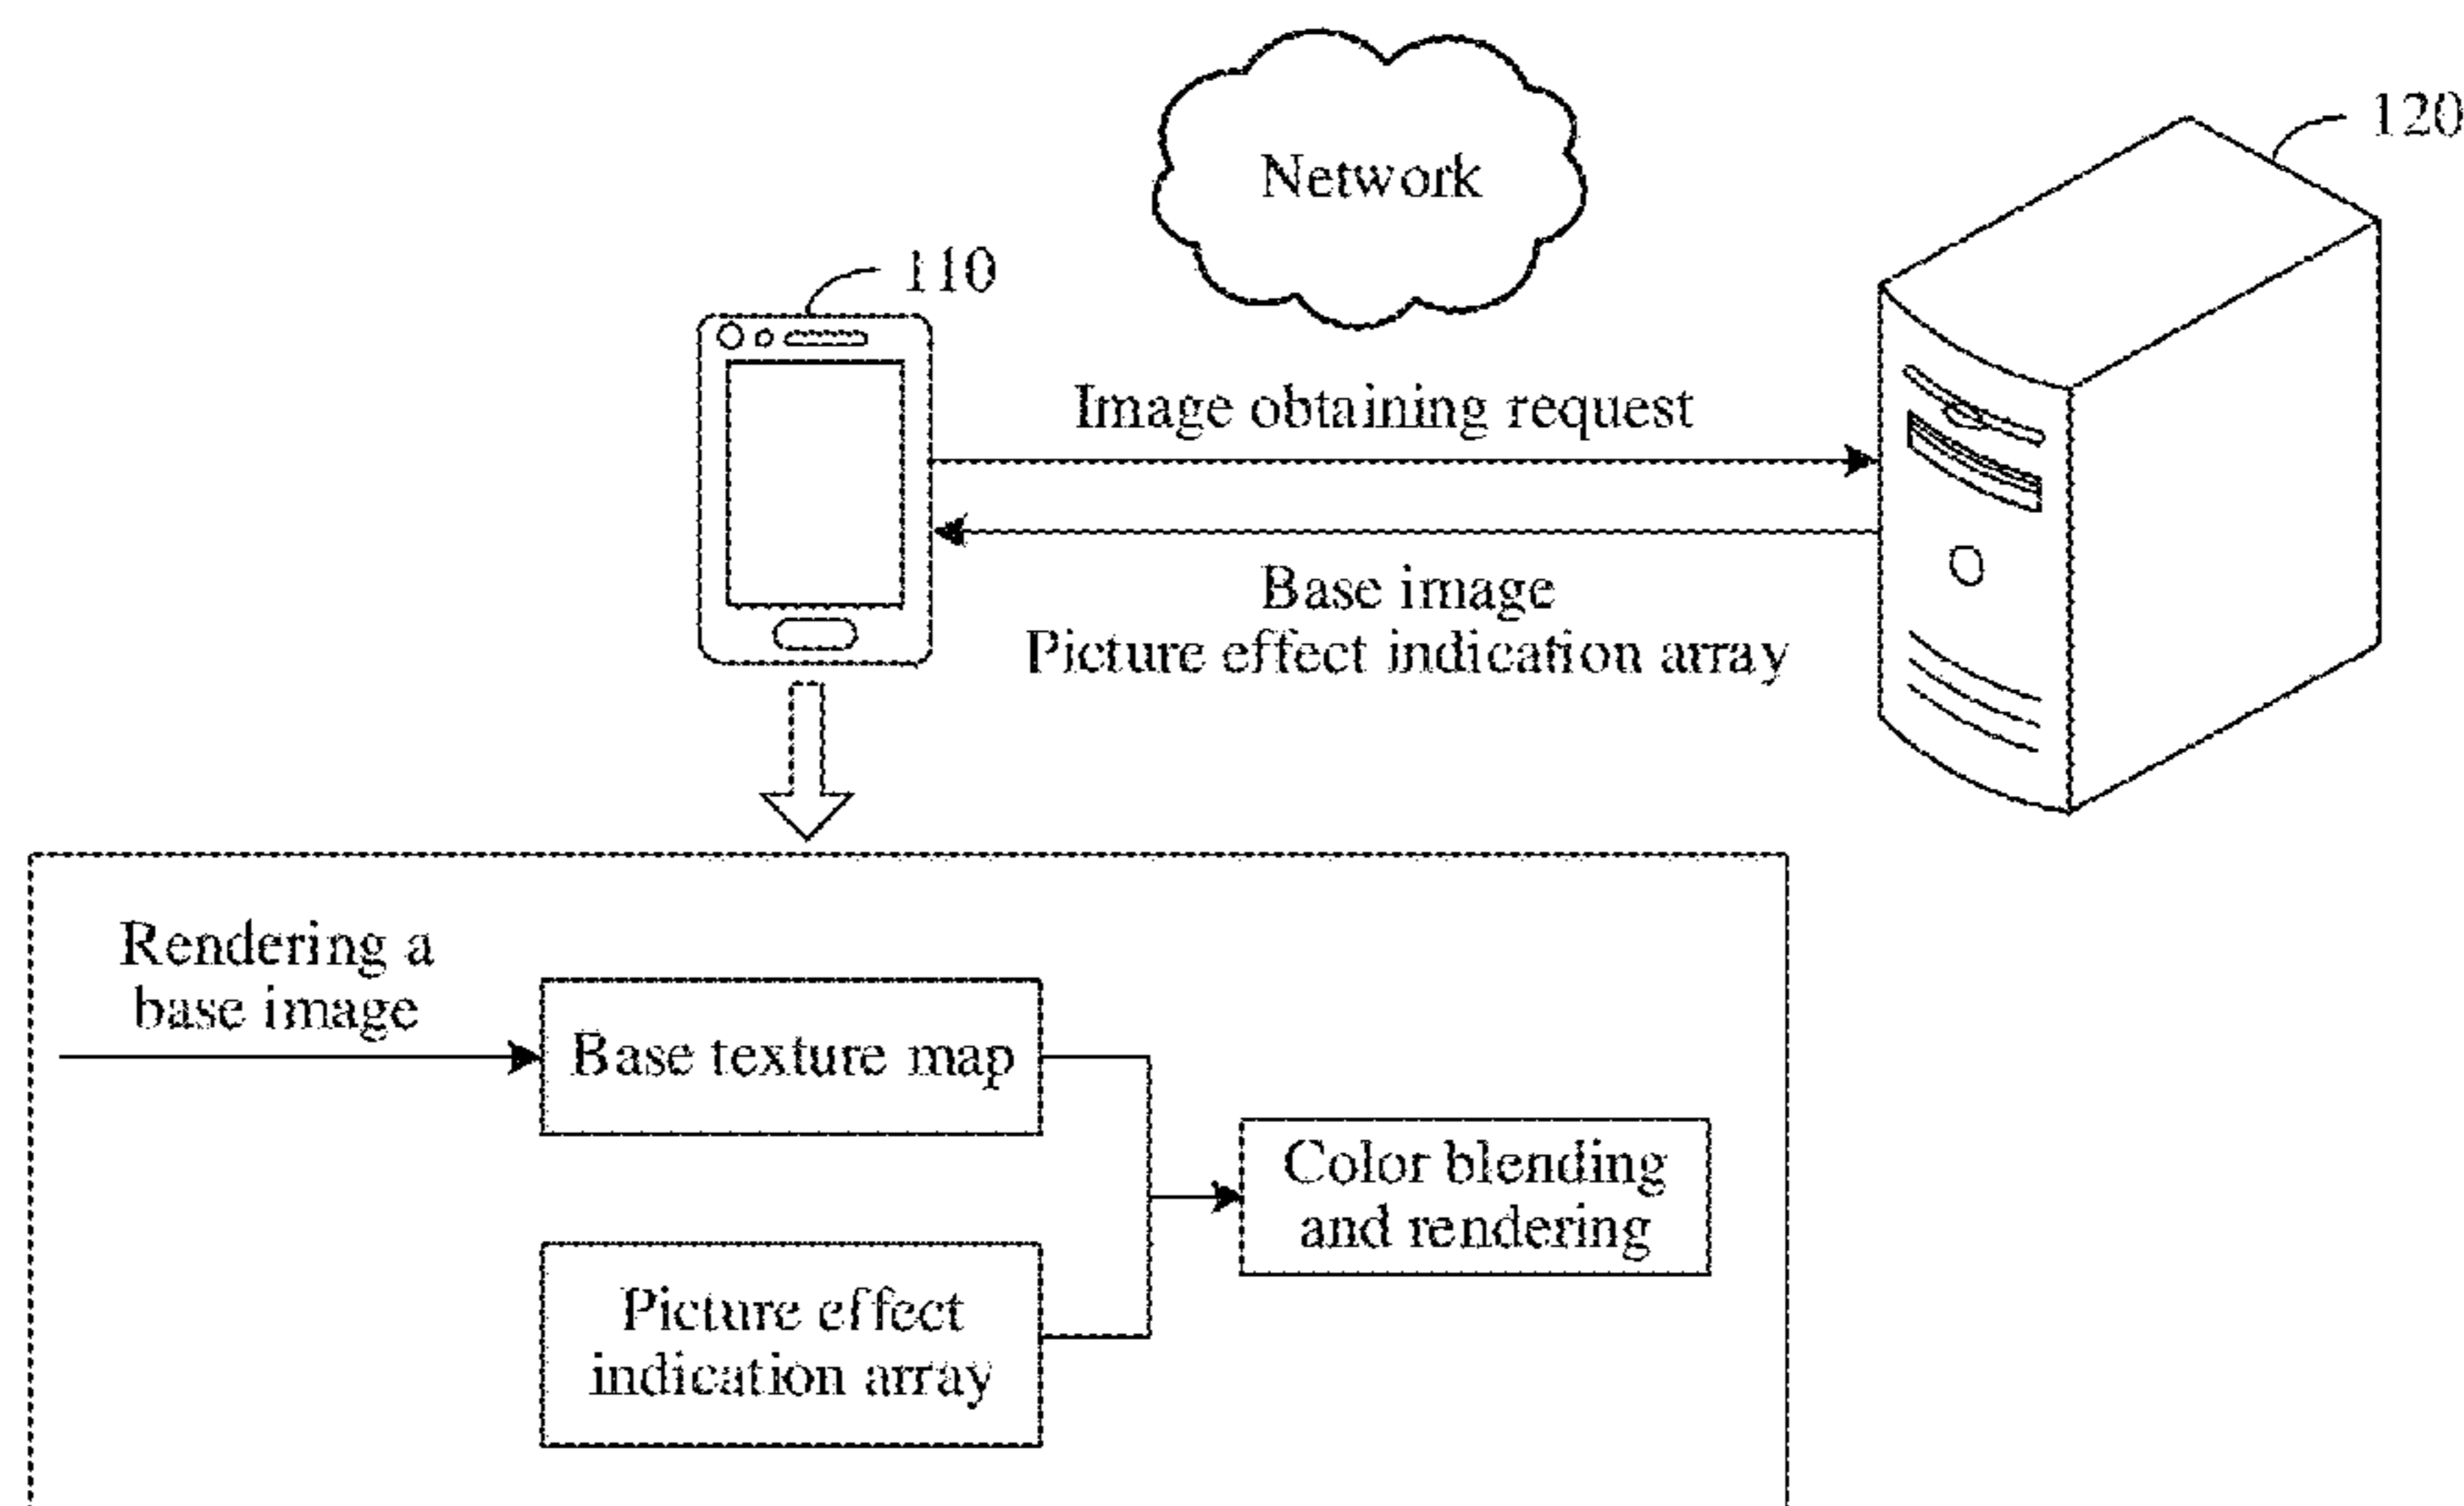 Network
120
110
Image obtaining request
Base image
Picture effect indication array
Rendering a
base image
Base texture map
Color blending
and rendering
Picture effect
indication array